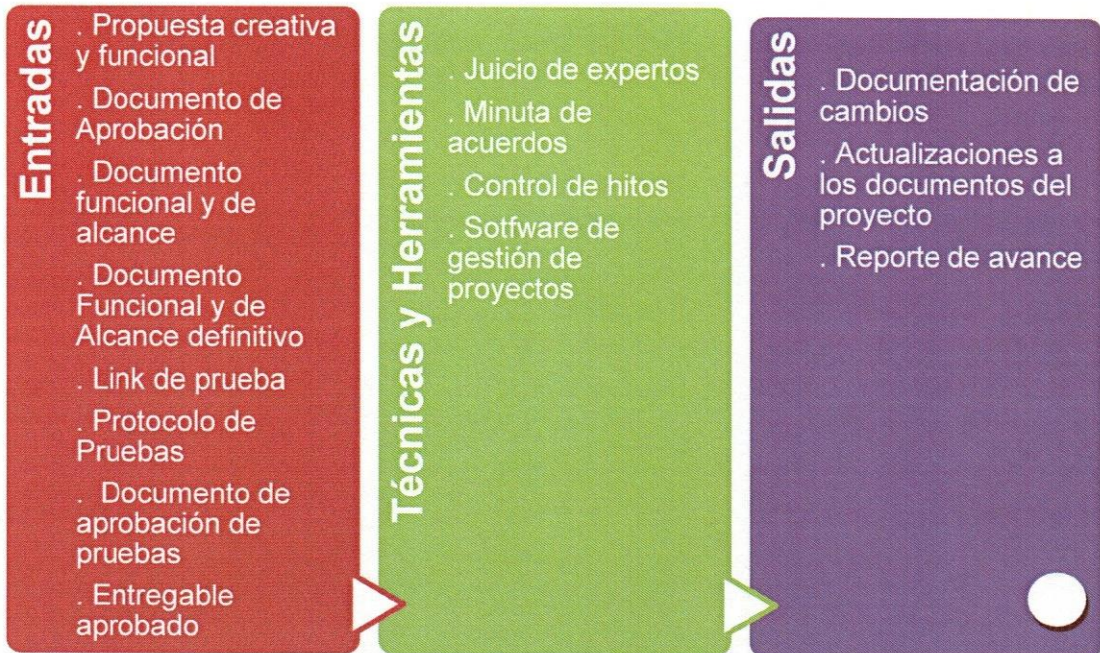 Entradas
. Propuesta creativa
y funcional
. Documento de
Aprobación
. Documento
funcional y de
alcance
. Documento
Funcional y de
Alcance definitivo
. Link de prueba
. Protocolo de
Pruebas
. Documento de
aprobación de
pruebas
. Entregable
aprobado
Técnicas y Herramientas
. Juicio de expertos
. Minuta de
acuerdos
. Control de hitos
. Sotfware de
gestión de
proyectos
Salidas
. Documentación de
cambios
. Actualizaciones a
los documentos del
proyecto
. Reporte de avance